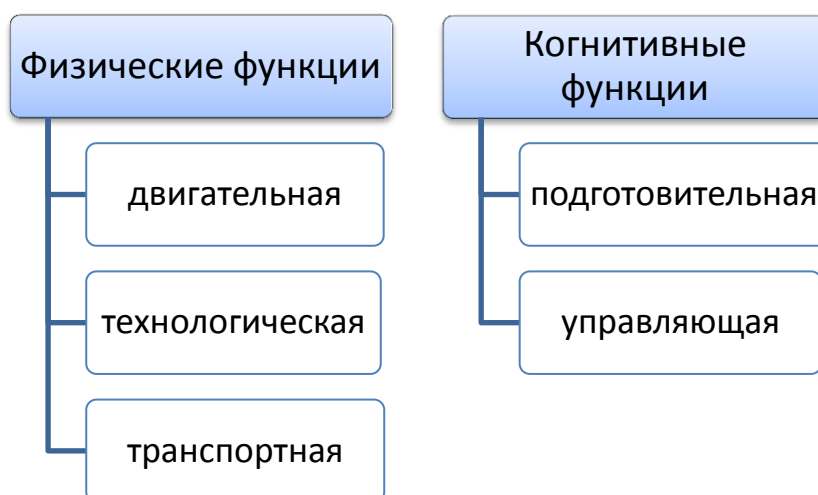 Физические функции
двигательная
технологическая
транспортная
Когнитивные
функции
подготовительная
управляющая